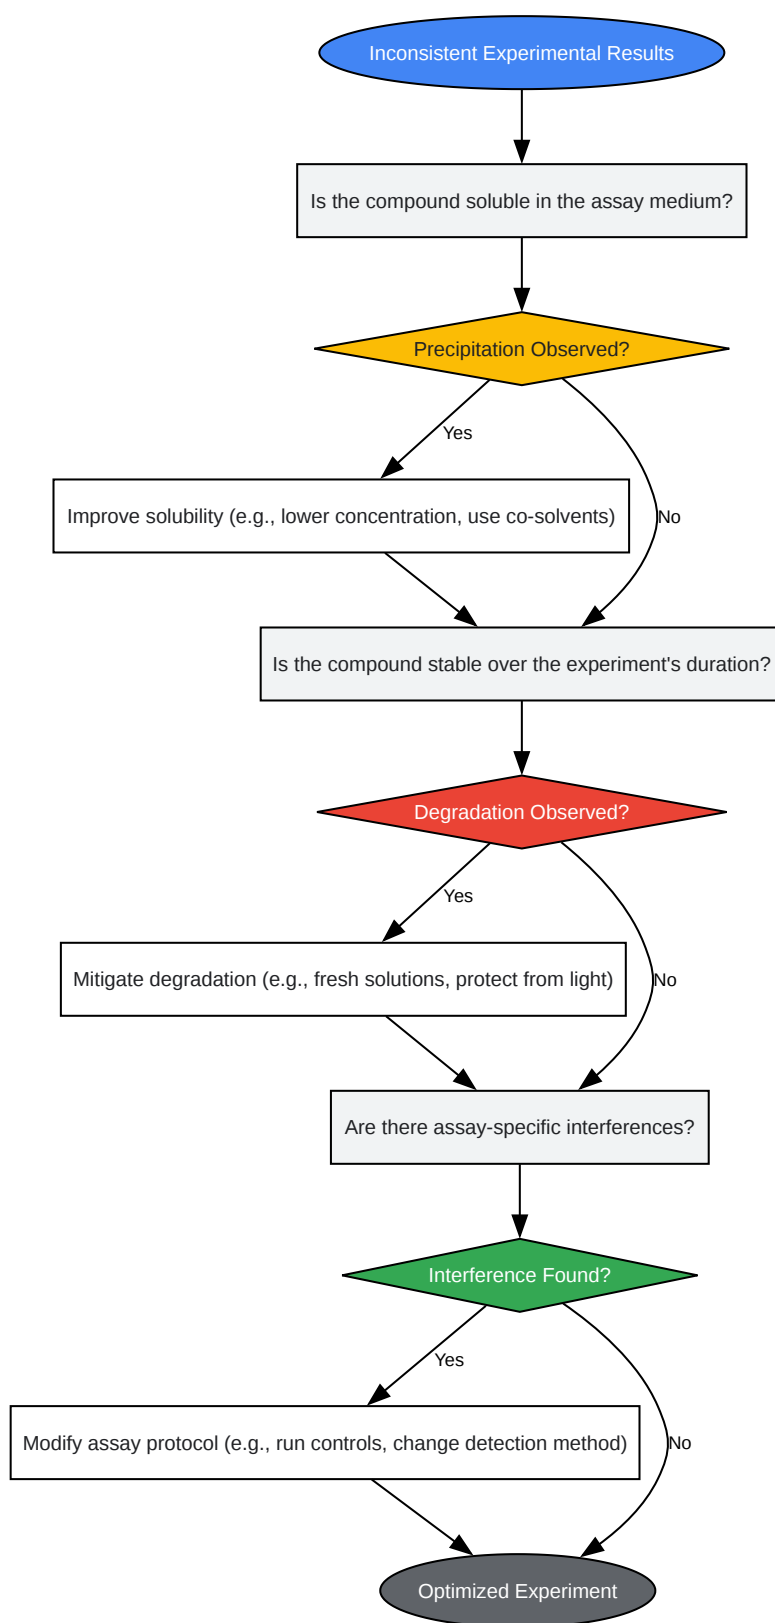 Inconsistent Experimental Results
Is the compound soluble in the assay medium?
Precipitation Observed?
Yes
Improve solubility (e.g., lower concentration, use co-solvents)
No
Is the compound stable over the experiment's duration?
Degradation Observed?
Yes
Mitigate degradation (e.g., fresh solutions, protect from light)
No
Are there assay-specific interferences?
Interference Found?
Yes
Modify assay protocol (e.g., run controls, change detection method)
No
Optimized Experiment